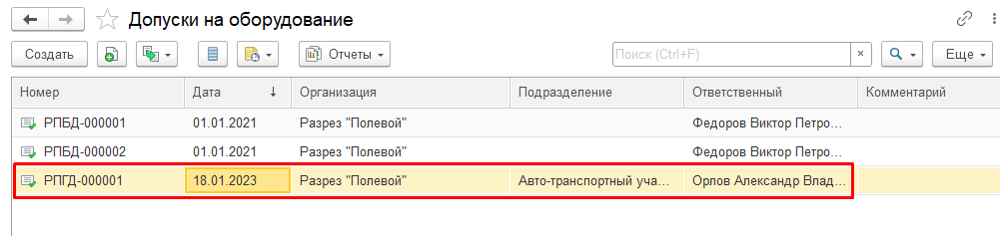 Допуски на оборудование
Создать Отчеты Поиск (Ctrl+F) × Еще
Номер Дата ↓ Организация Подразделение Ответственный Комментарий
РПБД-000001 01.01.2021 Разрез "Полевой" Федоров Виктор Петро...
РПБД-000002 01.01.2021 Разрез "Полевой" Федоров Виктор Петро...
РПГД-000001 18.01.2023 Разрез "Полевой" Авто-транспортный уча... Орлов Александр Влад...